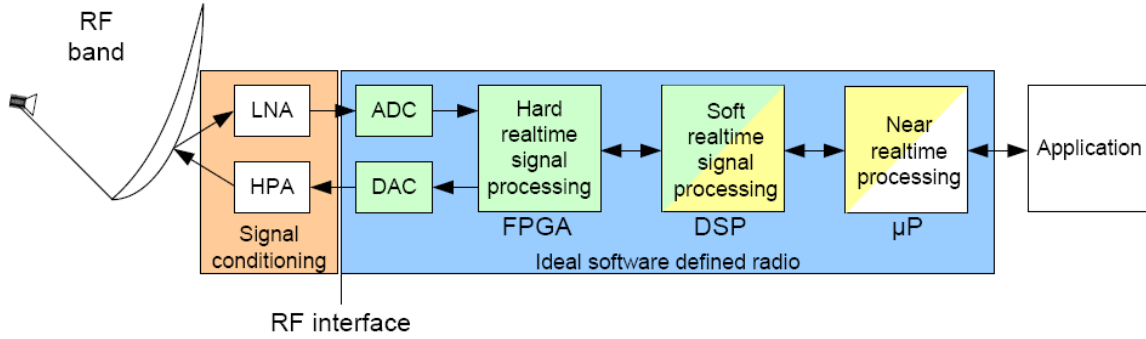 RF
band
LNA
HPA
Signal
conditioning
RF interface
ADC
DAC
Hard
realtime
signal
processing
FPGA
Soft
realtime
signal
processing
DSP
Near
realtime
processing
µP
Ideal software defined radio
Application